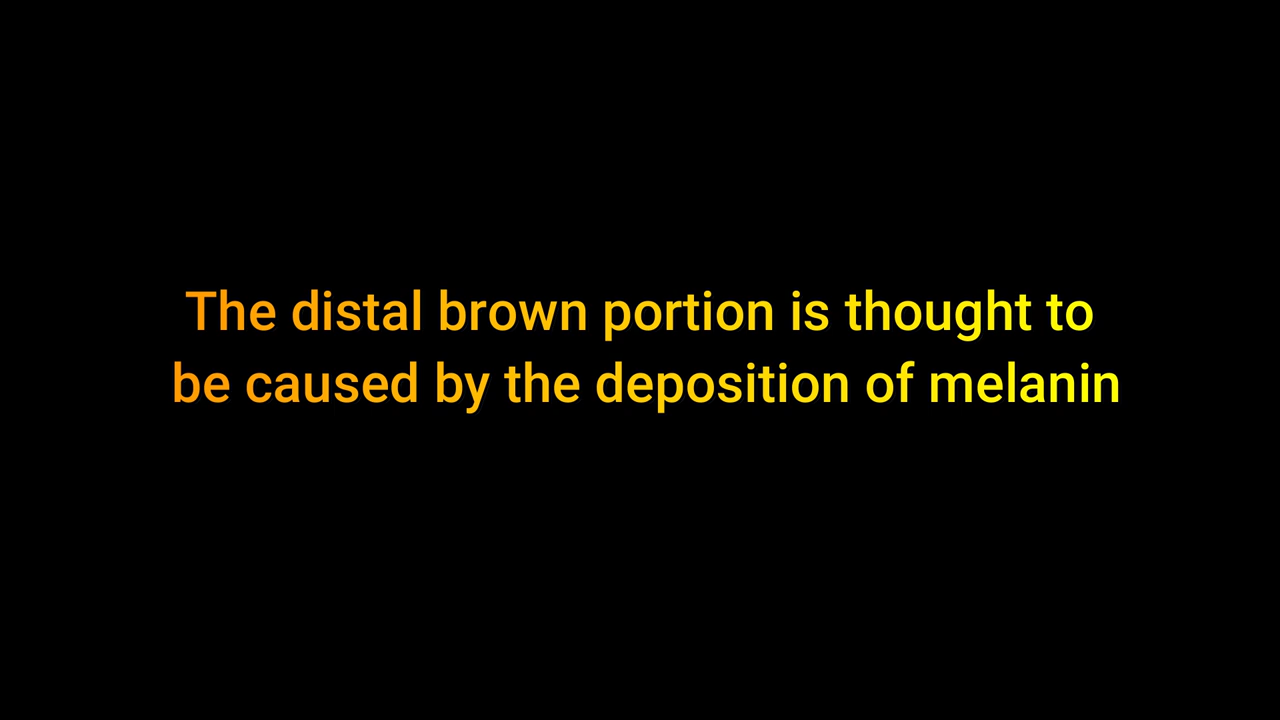 The distal brown portion is thought to
be caused by the deposition of melanin